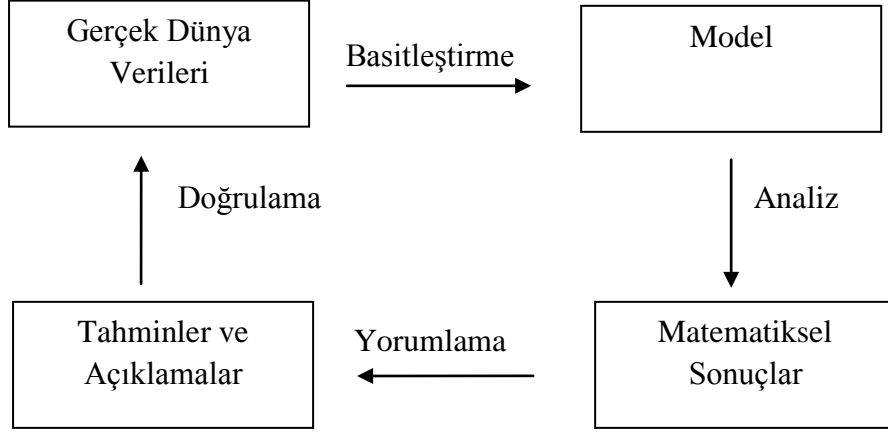 Gerçek Dünya
Verileri
Basitleştirme
Model
Doğrulama
Analiz
Tahminler ve
Açıklamalar
Yorumlama
Matematiksel
Sonuçlar